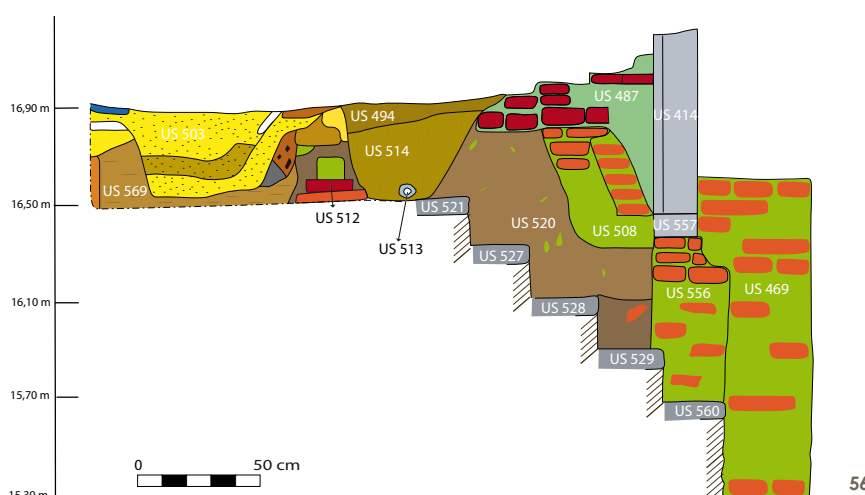 16,90 m
16,50 m
16,10 m
15,70 m
15,30 m
US 503
US 494
US 514
US 569
US 512
US 513
US 521
US 527
US 520
US 528
US 529
US 508
US 487
US 414
US 557
US 556
US 469
US 560
0 50 cm
56